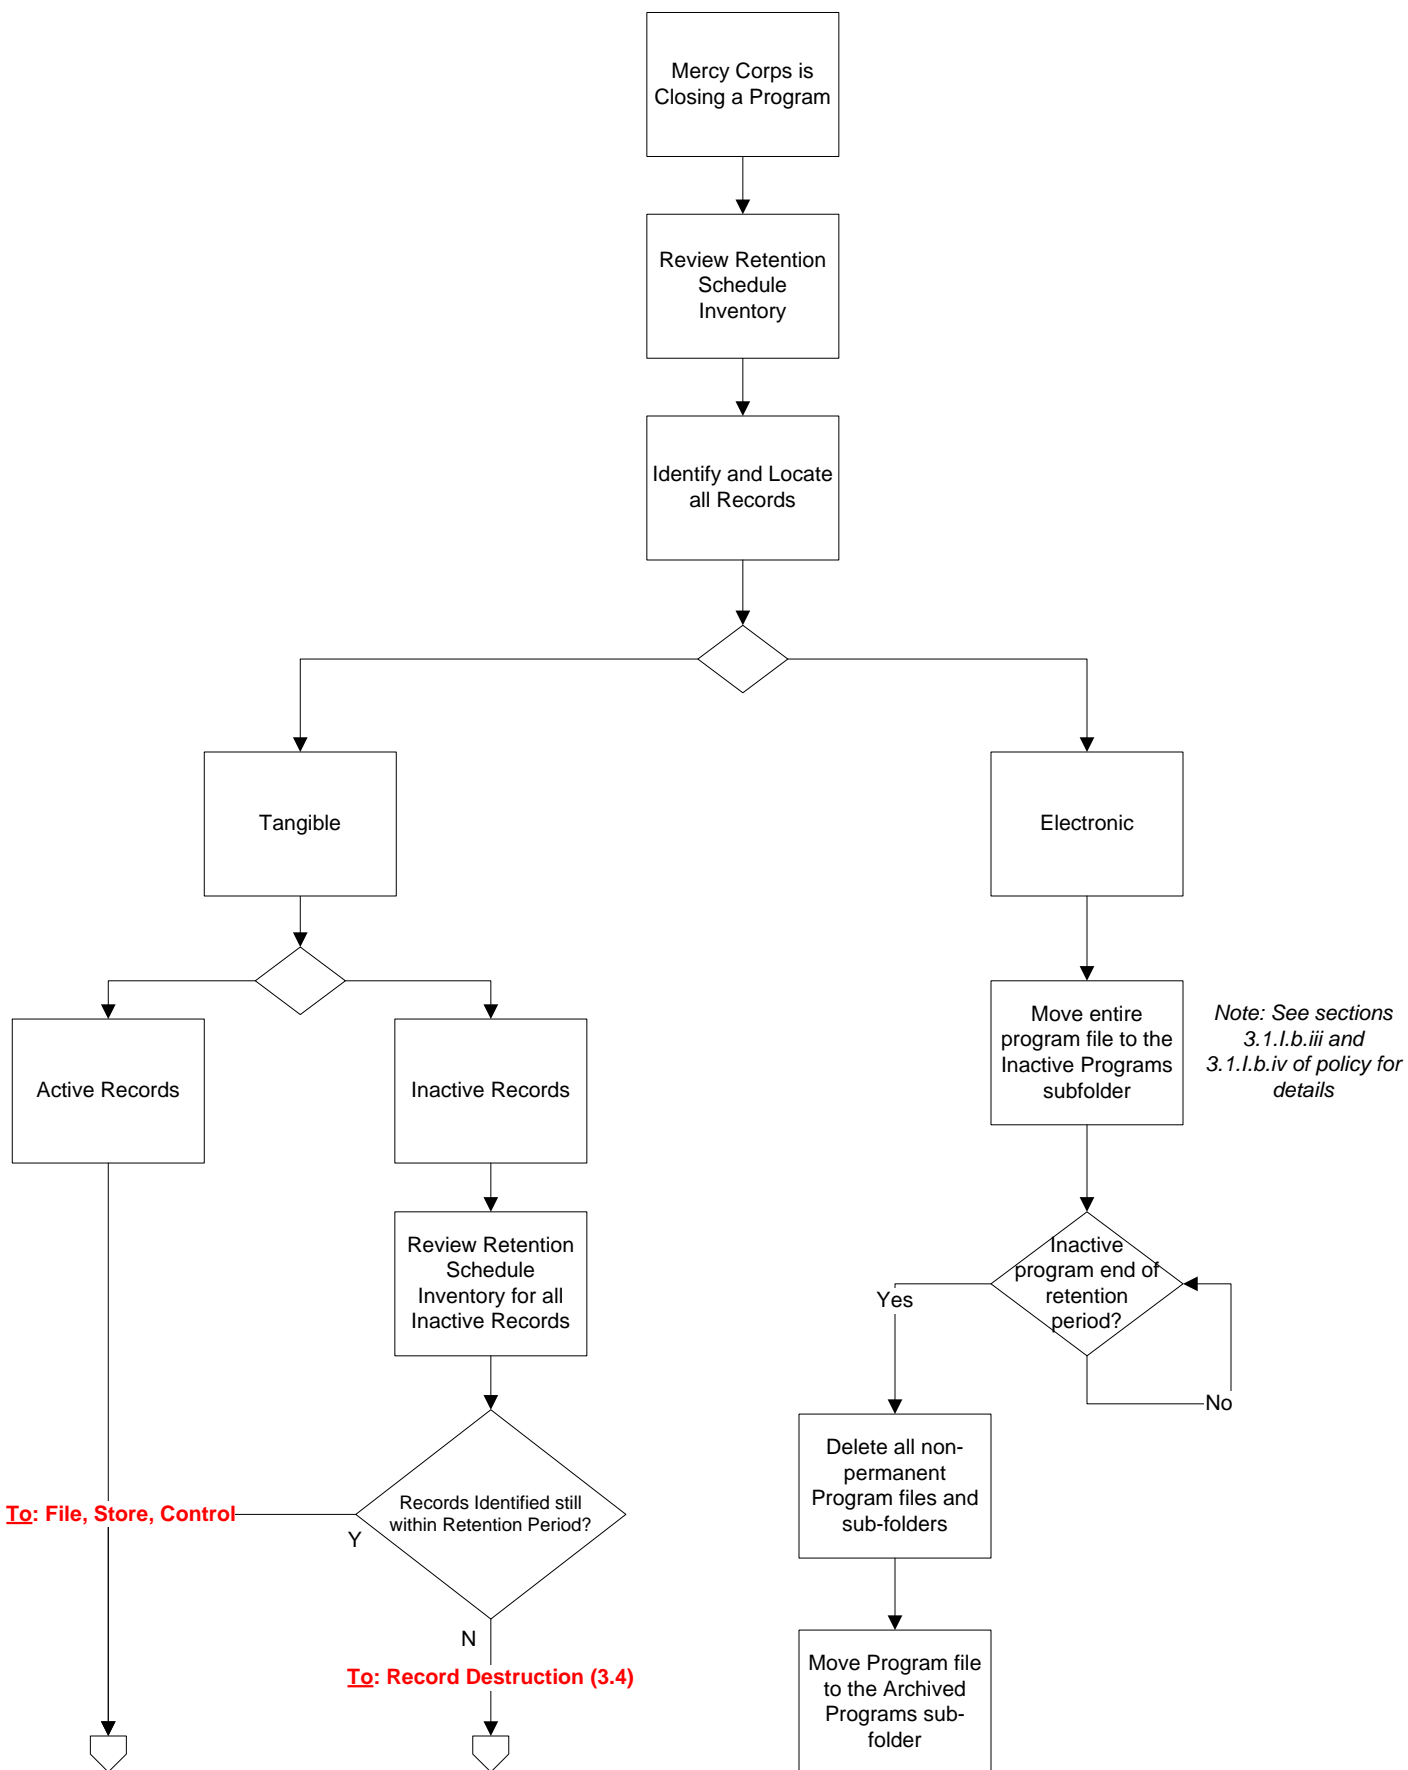 Mercy Corps is
Closing a Program
Review Retention
Schedule
Inventory
Identify and Locate
all Records
Tangible
Electronic
Active Records
Inactive Records
Move entire
program file to the
Inactive Programs
subfolder
Note: See sections
3.1.I.b.iii and
3.1.I.b.iv of policy for
details
Review Retention
Schedule
Inventory for all
Inactive Records
Inactive
program end of
retention
period?
Yes
No
Records Identified still
within Retention Period?
To: File, Store, Control
Y
N
To: Record Destruction (3.4)
Delete all non-
permanent
Program files and
sub-folders
Move Program file
to the Archived
Programs sub-
folder